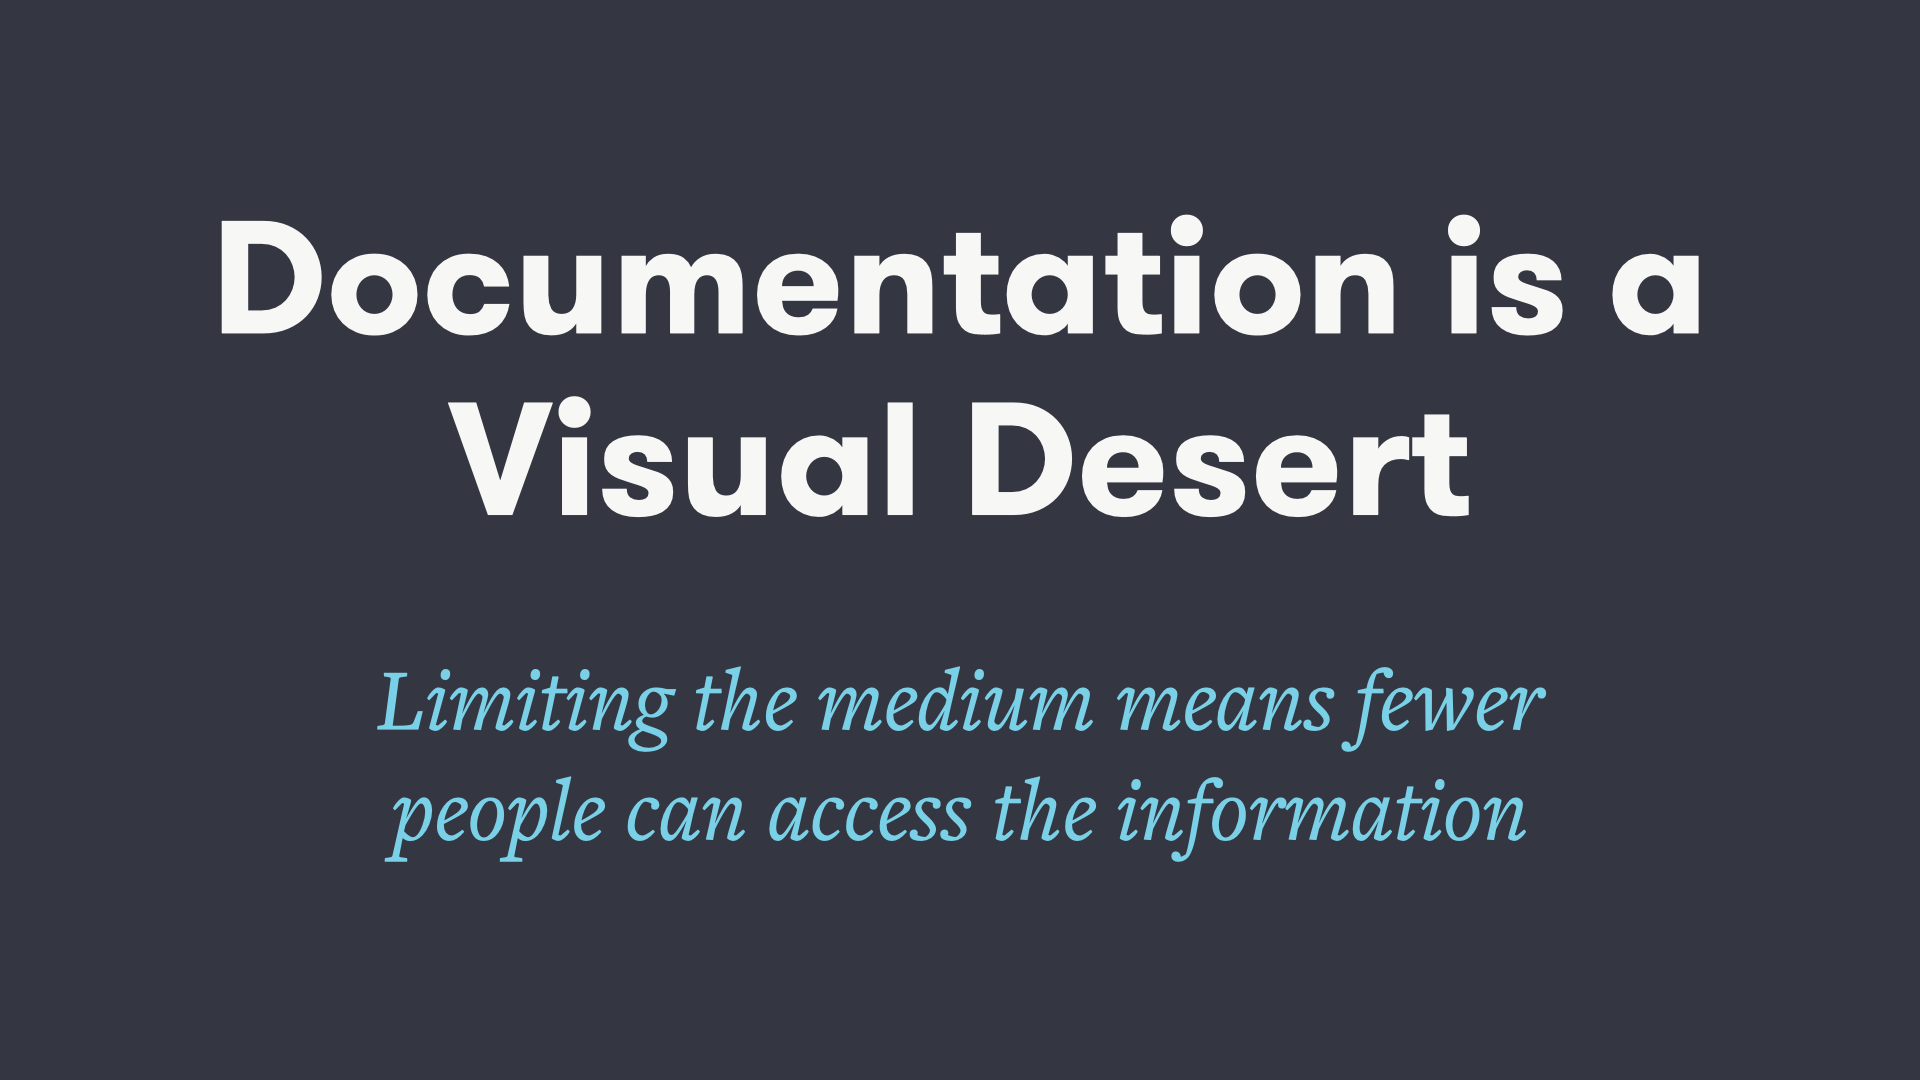 Documentation is a
Visual Desert
Limiting the medium means fewer
people can access the information